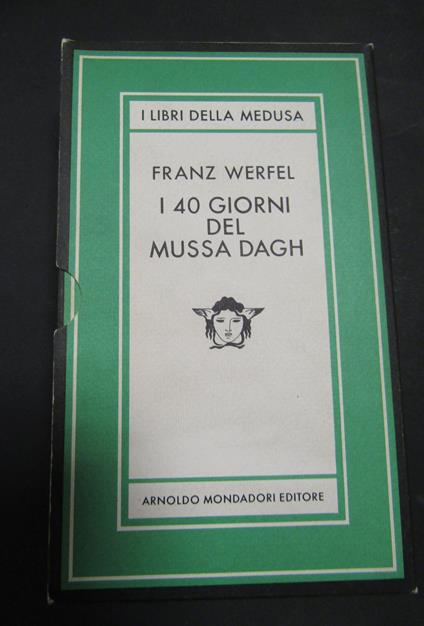 I LIBRI DELLA MEDUSA
FRANZ WERFEL
I 40 GIORNI
DEL
MUSSA DAGH
ARNOLDO MONDADORI EDITORE